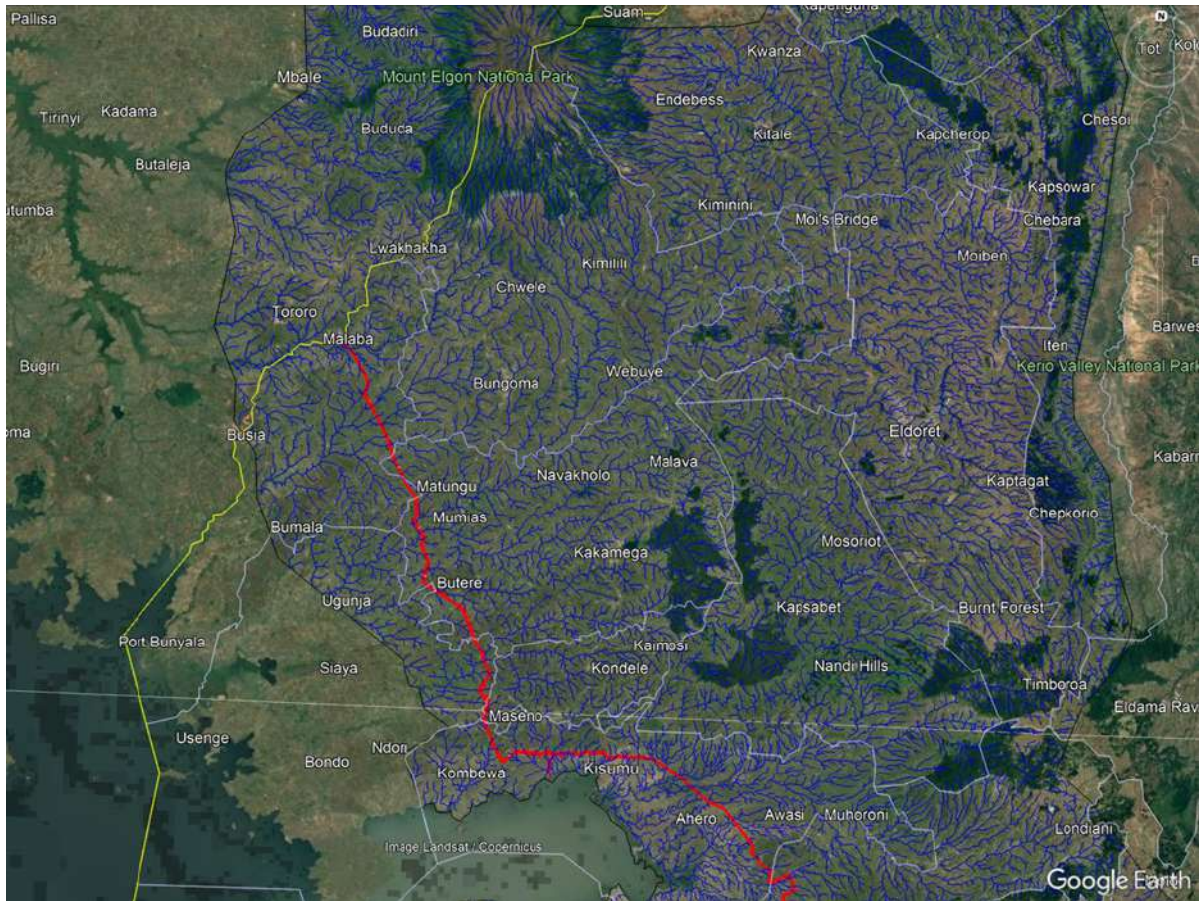 Pallisa
Suam
Kapenguria
Budadiri
Kwanza
N
Tot
Mbale
Mount Elgon National Park
Kadama
Endebess
Tirinyi
Chesoi
Buduca
Kitale
Kapcherop
Butaleja
Kapsowar
utumba
Kiminini
Moi's Bridge
Chebara
Lwakhakha
Kimilili
Moiben
Chwele
Tororo
Malaba
Barwes
Iten
Bugiri
Kerio Valley National Park
Webuye
Bungoma
Eldoret
oma
Busia
Kabarn
Malava
Navakholo
Matungu
Kaptagat
Mumias
Chepkorio
Bumala
Mosoriot
Kakamega
Butere
Ugunja
Kapsabet
Burnt Forest
Port Bunyala
Kaimosi
Siaya
Kondele
Nandi Hills
Timboroa
Eldama Rav
Maseno
Usenge
Ndori
Bondo
Kombewa
Kisumu
Ahero
Awasi
Muhoroni
Londiani
Image Landsat / Copernicus
Google Earth